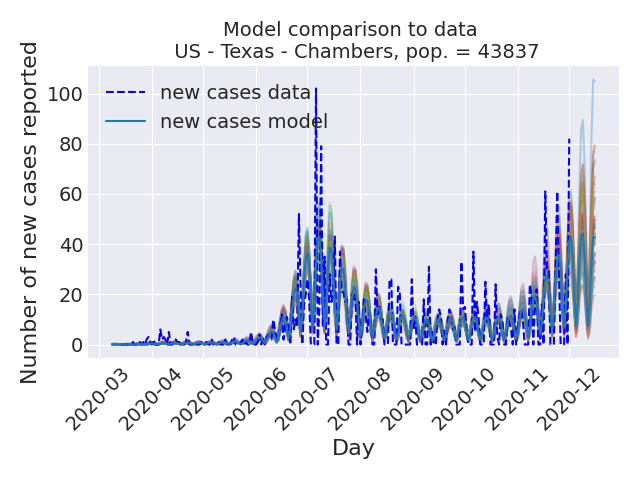 Model comparison to data
US - Texas - Chambers, pop. = 43837
Number of new cases reported
100
80
60
40
20
0
new cases data
new cases model
2020-03
2020-04
2020-05
2020-06
2020-07
2020-08
2020-09
2020-10
2020-11
2020-12
Day